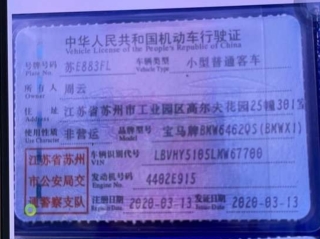 中华人民共和国机动车行驶证
Vehicle License of the People's Republic of China
号牌号码 苏E883FL 车辆类型 小型普通客车
Plate No. Vehicle Type
所有人 周云
Owner
住址 江苏省苏州市工业园区高尔夫花园25幢301室
Address
使用性质 非营运 品牌型号 宝马牌BMW6462QS(BMWX1)
Use Character Model
江苏省苏州
市公安局交
通警察支队
车辆识别代号
VIN
发动机号码 4402E915
Engine No.
注册日期 2020-03-13 发证日期 2020-03-13
Register Date Issue Date